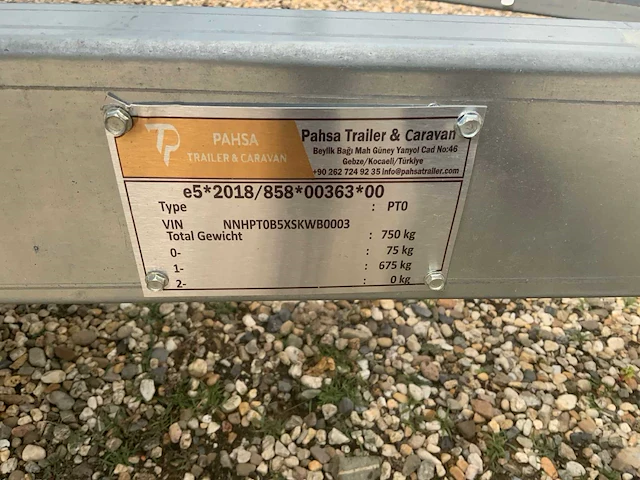 TP
PAHSA
TRAILER & CARAVAN
Pahsa Trailer & Caravan
Beylik Bağı Mah Güney Yanyol Cad No:46
Gebze/Kocaeli/Türkiye
+90 262 724 92 35 info@pahsatrailer.com
e5*2018/858*00363*00
Type : PT0
VIN NNHPT0B5XSKWB0003
Total Gewicht : 750 kg
0- : 75 kg
1- : 675 kg
2- : 0 kg